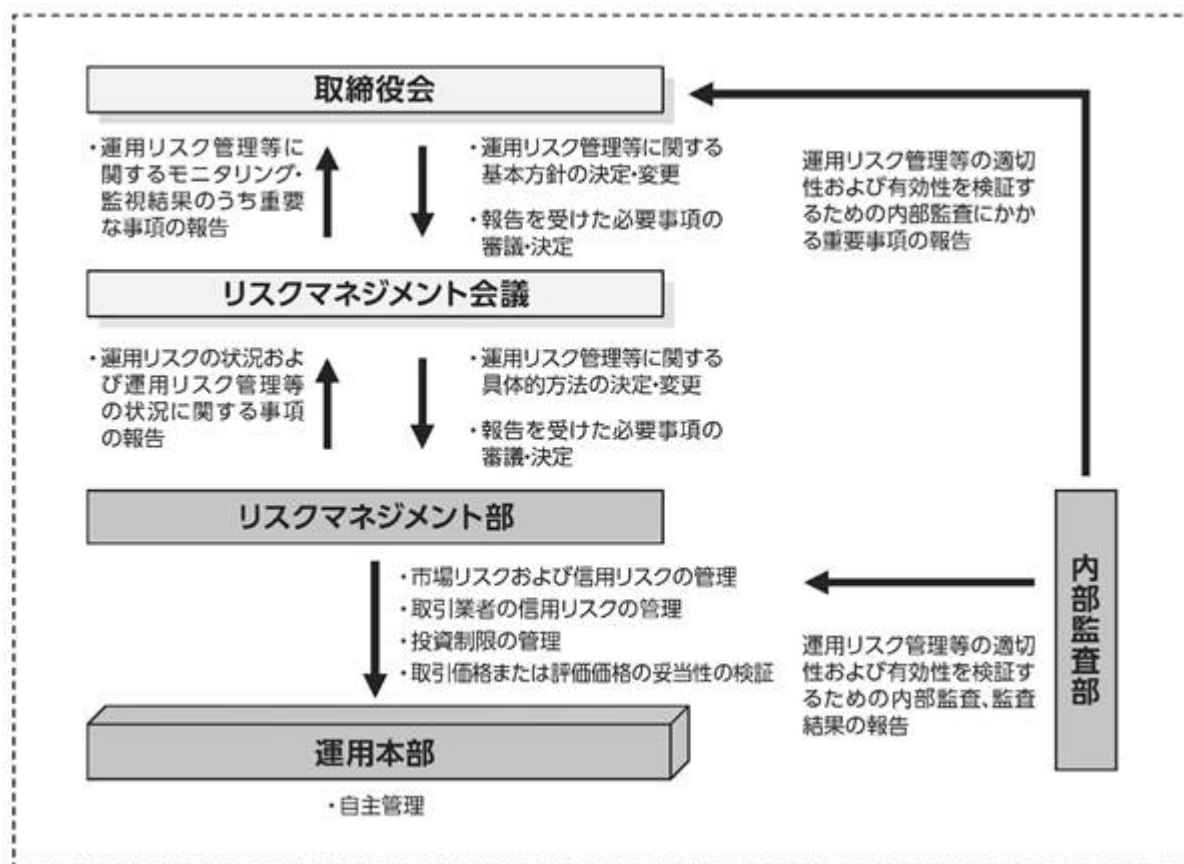 取締役会
・運用リスク管理等に
関するモニタリング・
監視結果のうち重要
な事項の報告
・運用リスク管理等に関する
基本方針の決定・変更
・報告を受けた必要事項の
審議・決定
運用リスク管理等の適切
性および有効性を検証す
るための内部監査にかか
る重要事項の報告
リスクマネジメント会議
・運用リスクの状況およ
び運用リスク管理等
の状況に関する事項
の報告
・運用リスク管理等に関する
具体的方法の決定・変更
・報告を受けた必要事項の
審議・決定
リスクマネジメント部
・市場リスクおよび信用リスクの管理
・取引業者の信用リスクの管理
・投資制限の管理
・取引価格または評価価格の妥当性の検証
運用リスク管理等の適切
性および有効性を検証す
るための内部監査、監査
結果の報告
内部監査部
運用本部
・自主管理